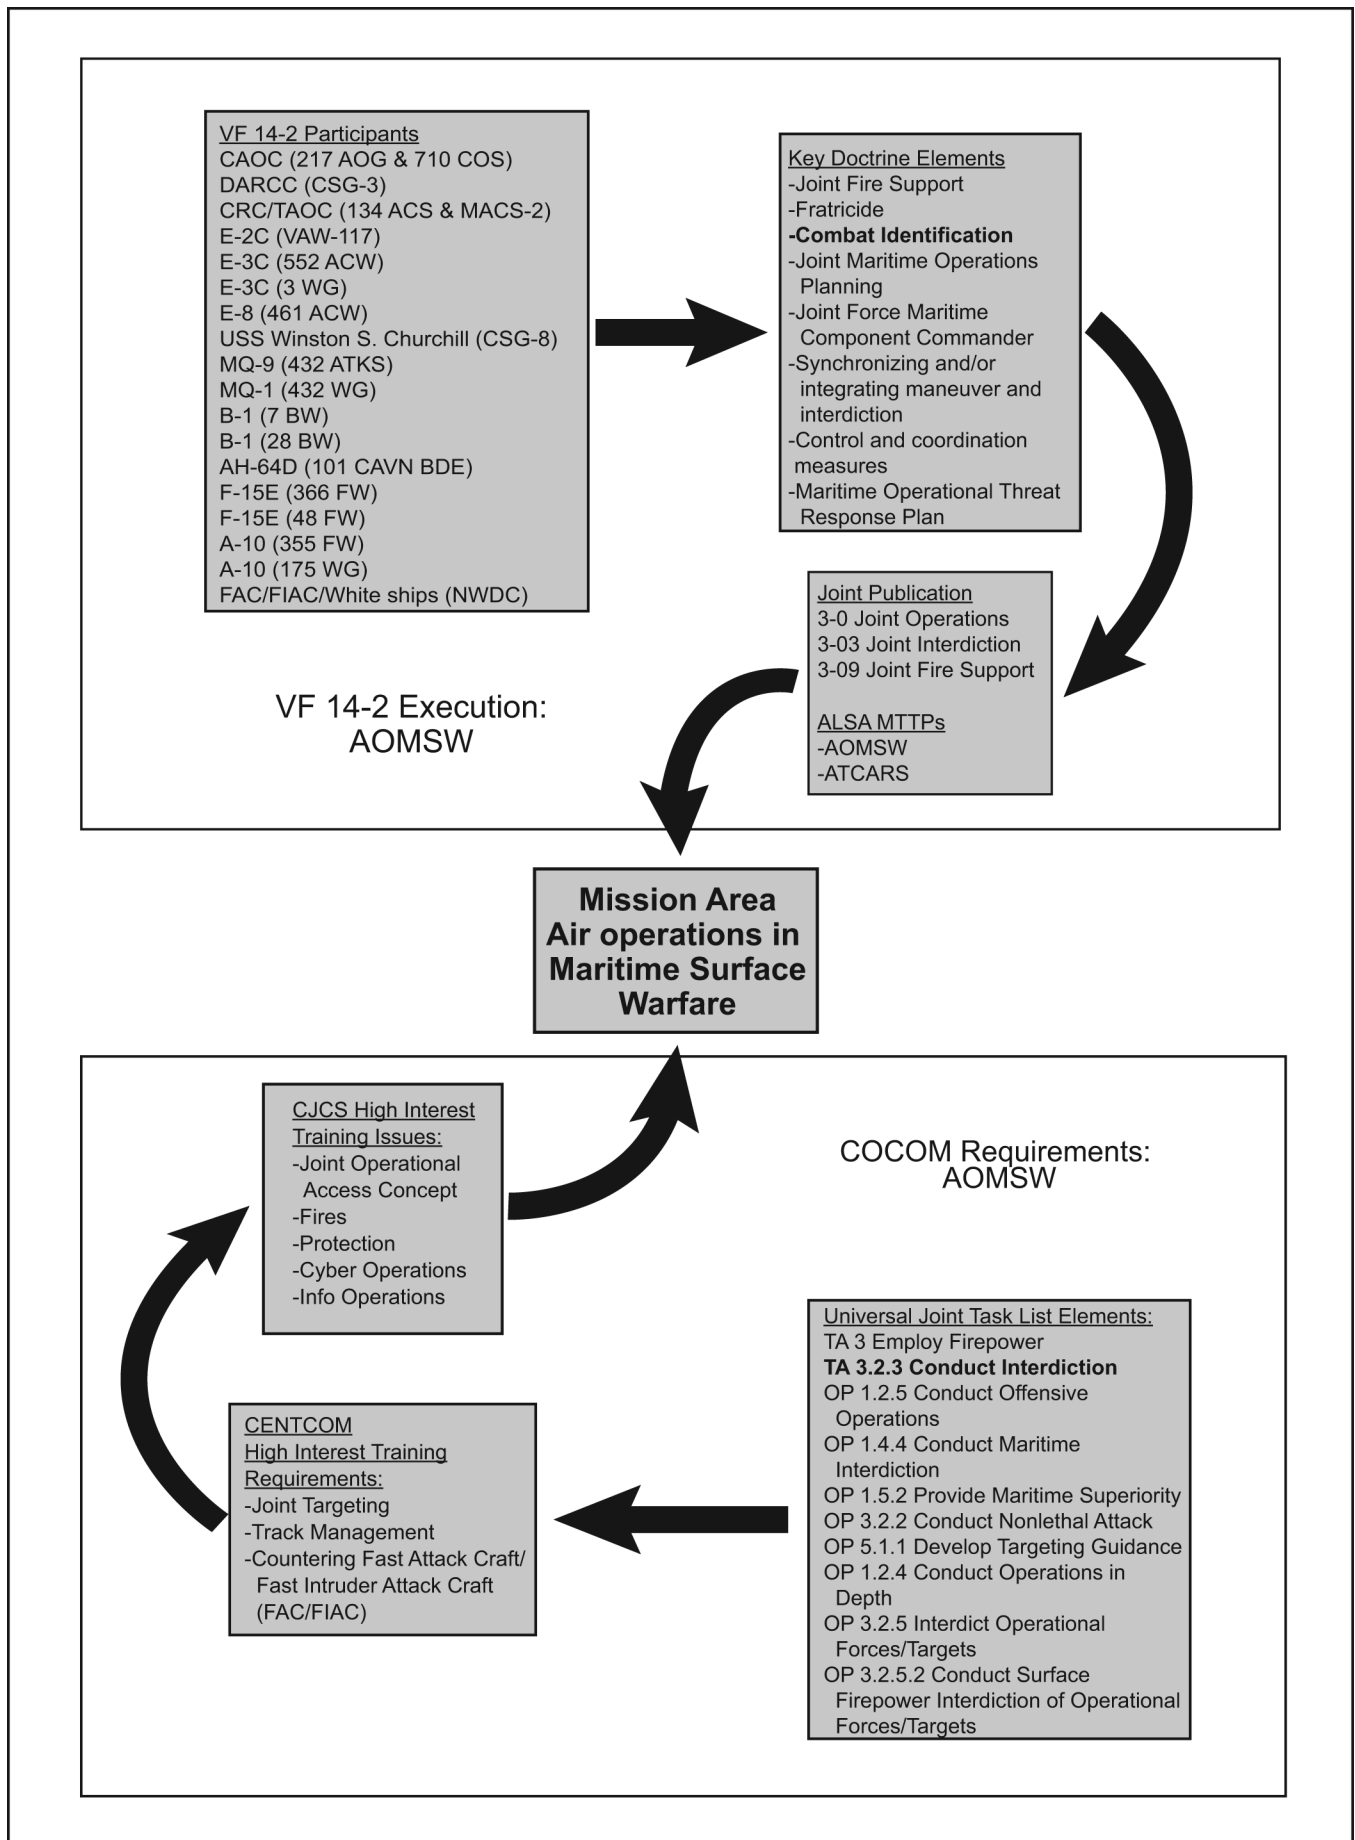 VF 14-2 Participants
CAOC (217 AOG & 710 COS)
DARCC (CSG-3)
CRC/TAOC (134 ACS & MACS-2)
E-2C (VAW-117)
E-3C (552 ACW)
E-3C (3 WG)
E-8 (461 ACW)
USS Winston S. Churchill (CSG-8)
MQ-9 (432 ATKS)
MQ-1 (432 WG)
B-1 (7 BW)
B-1 (28 BW)
AH-64D (101 CAVN BDE)
F-15E (366 FW)
F-15E (48 FW)
A-10 (355 FW)
A-10 (175 WG)
FAC/FIAC/White ships (NWDC)
Key Doctrine Elements
-Joint Fire Support
-Fratricide
-Combat Identification
-Joint Maritime Operations
Planning
-Joint Force Maritime
Component Commander
-Synchronizing and/or
integrating maneuver and
interdiction
-Control and coordination
measures
-Maritime Operational Threat
Response Plan
Joint Publication
3-0 Joint Operations
3-03 Joint Interdiction
3-09 Joint Fire Support
ALSA MTTPs
-AOMSW
-ATCARS
VF 14-2 Execution:
AOMSW
Mission Area
Air operations in
Maritime Surface
Warfare
CJCS High Interest
Training Issues:
-Joint Operational
Access Concept
-Fires
-Protection
-Cyber Operations
-Info Operations
COCOM Requirements:
AOMSW
Universal Joint Task List Elements:
TA 3 Employ Firepower
TA 3.2.3 Conduct Interdiction
OP 1.2.5 Conduct Offensive
Operations
OP 1.4.4 Conduct Maritime
Interdiction
OP 1.5.2 Provide Maritime Superiority
OP 3.2.2 Conduct Nonlethal Attack
OP 5.1.1 Develop Targeting Guidance
OP 1.2.4 Conduct Operations in
Depth
OP 3.2.5 Interdict Operational
Forces/Targets
OP 3.2.5.2 Conduct Surface
Firepower Interdiction of Operational
Forces/Targets
CENTCOM
High Interest Training
Requirements:
-Joint Targeting
-Track Management
-Countering Fast Attack Craft/
Fast Intruder Attack Craft
(FAC/FIAC)